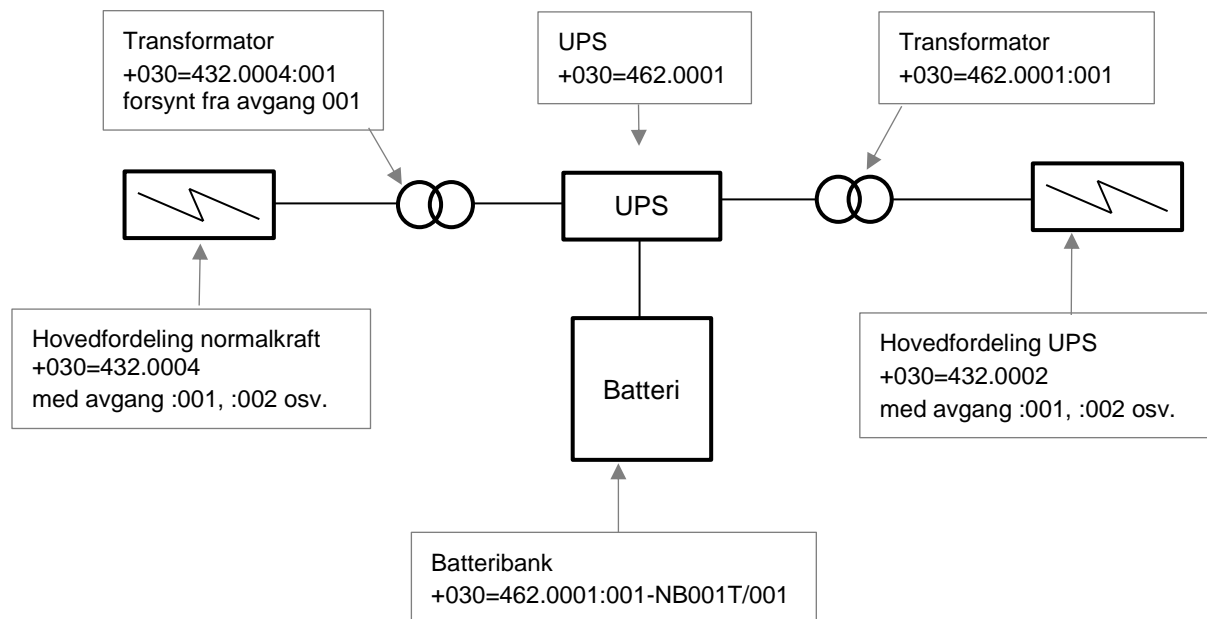 Transformator
+030=432.0004:001
forsynt fra avgang 001
UPS
+030=462.0001
Transformator
+030=462.0001:001
UPS
Hovedfordeling normalkraft
+030=432.0004
med avgang :001, :002 osv.
Batteri
Hovedfordeling UPS
+030=432.0002
med avgang :001, :002 osv.
Batteribank
+030=462.0001:001-NB001T/001